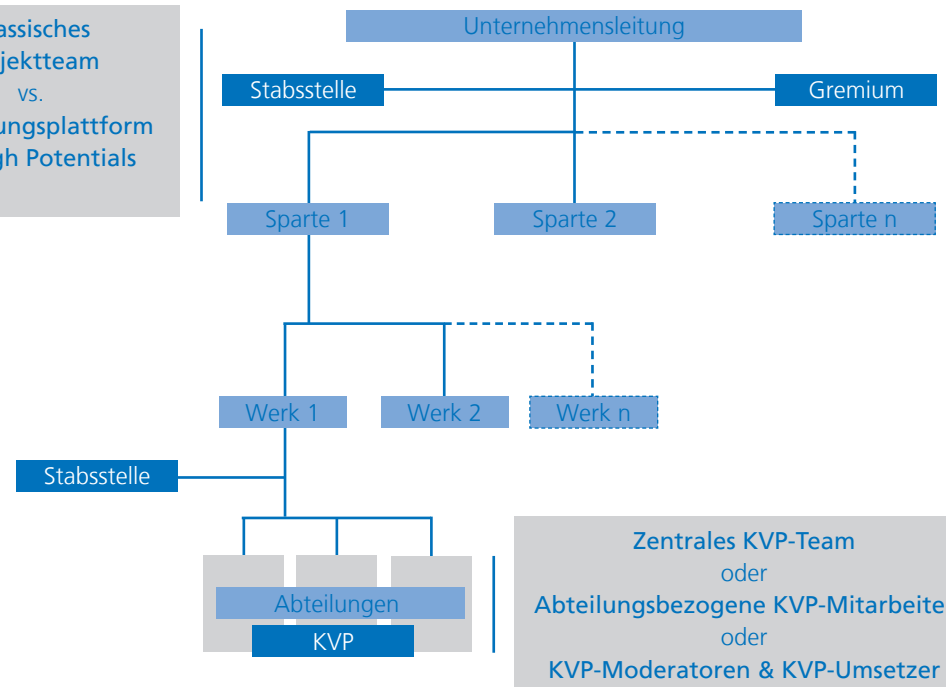 assisches
jektteam
vs.
ungsplattform
gh Potentials
Unternehmensleitung
Stabsstelle
Gremium
Sparte 1
Sparte 2
Sparte n
Werk 1
Werk 2
Werk n
Stabsstelle
Abteilungen
KVP
Zentrales KVP-Team
oder
Abteilungsbezogene KVP-Mitarbeite
oder
KVP-Moderatoren & KVP-Umsetzer